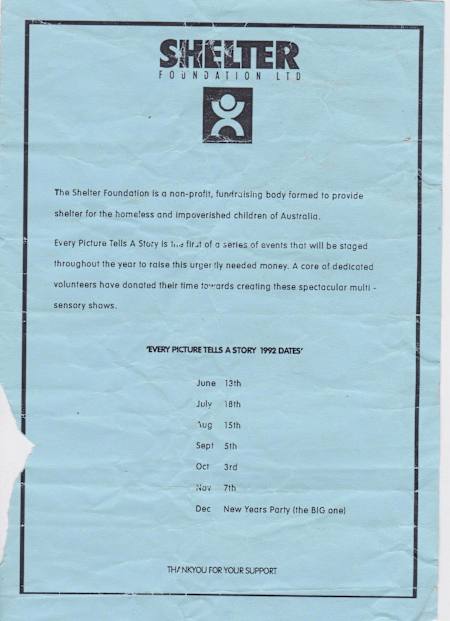 SHELTER
FOUNDATION LTD
The Shelter Foundation is a non-profit, fundraising body formed to provide
shelter for the homeless and impoverished children of Australia.
Every Picture Tells A Story is the first of a series of events that will be staged
throughout the year to raise this urgently needed money. A core of dedicated
volunteers have donated their time towards creating these spectacular multi -
sensory shows.
'EVERY PICTURE TELLS A STORY 1992 DATES'
June 13th
July 18th
Aug 15th
Sept 5th
Oct 3rd
Nov 7th
Dec New Years Party (the BIG one)
THANKYOU FOR YOUR SUPPORT